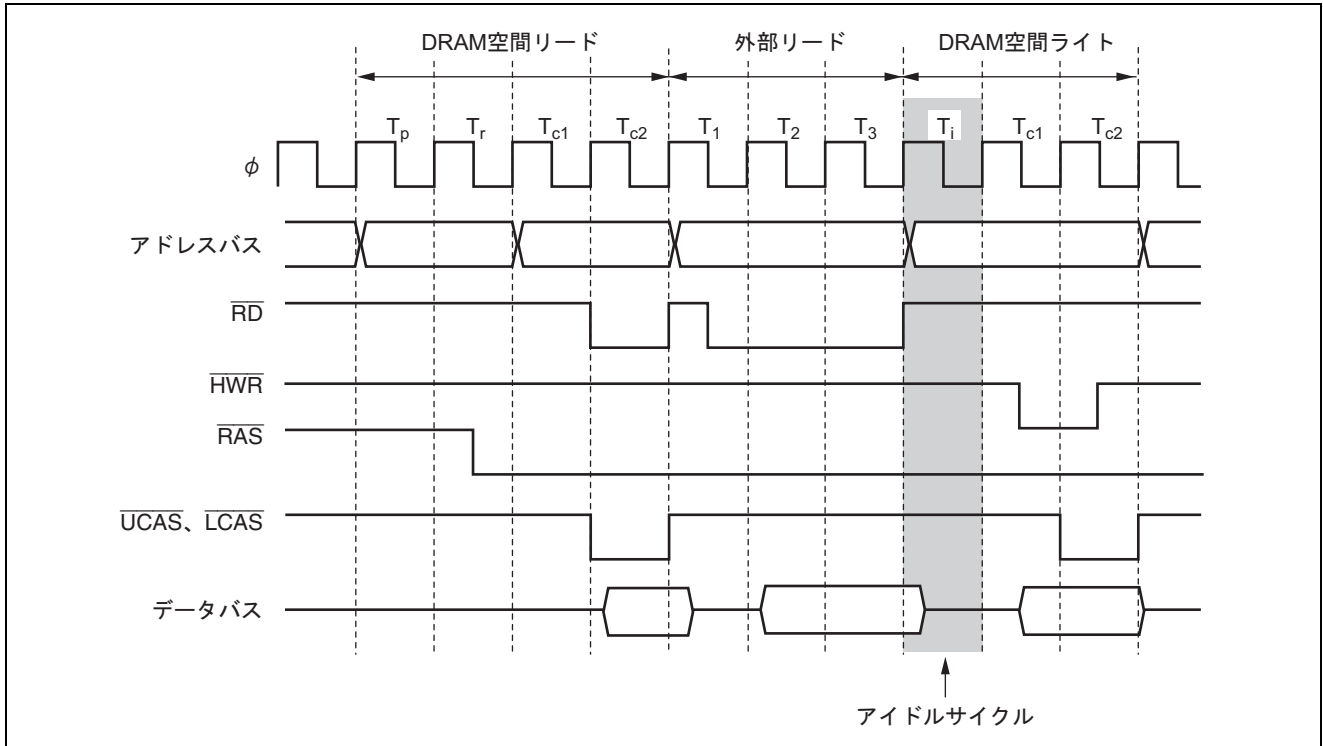 DRAM空間リード 外部リード DRAM空間ライト
Tp Tr Tc1 Tc2 T1 T2 T3 Ti Tc1 Tc2
φ
アドレスバス
RD
HWR
RAS
UCAS、LCAS
データバス
アイドルサイクル